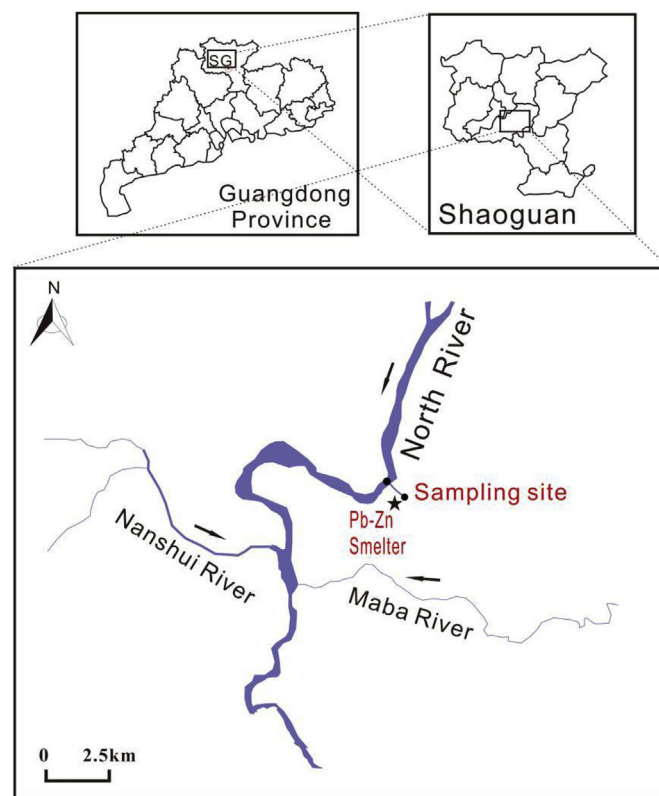 SG
Guangdong
Province
Shaoguan
N
North River
Sampling site
Pb-Zn
Smelter
Nanshui River
Maba River
0 2.5km